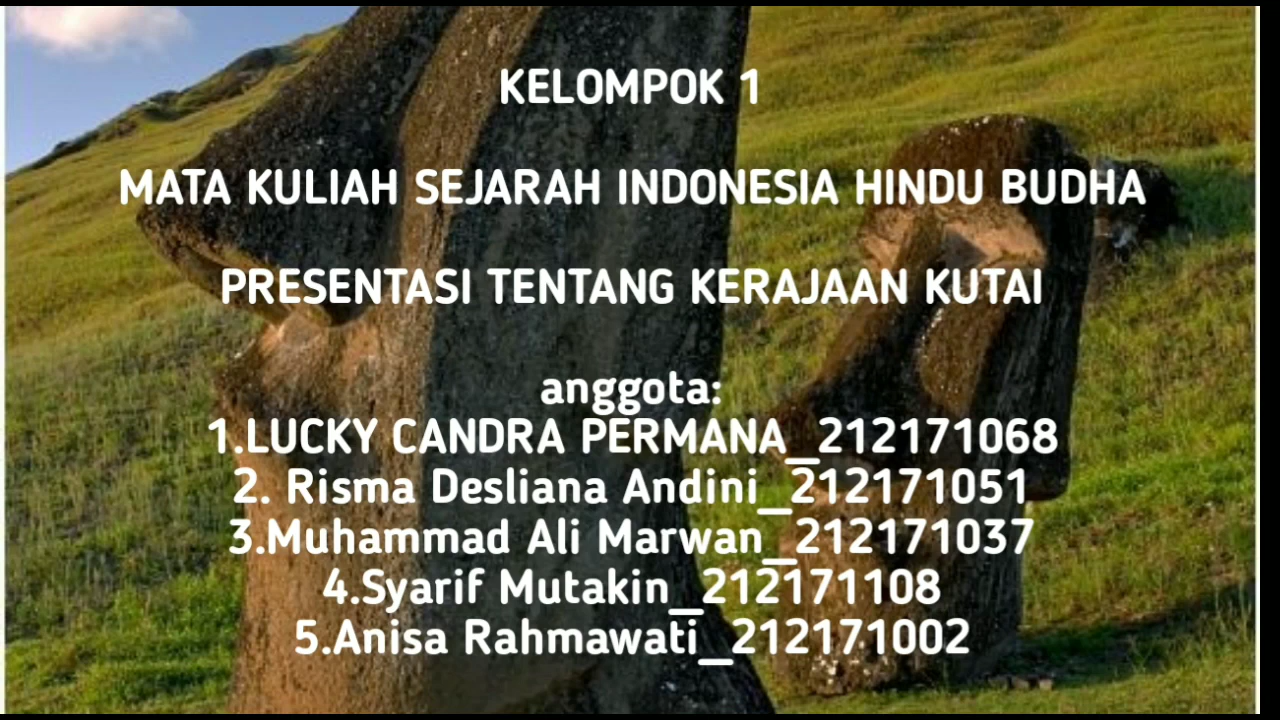 KELOMPOK 1
MATA KULIAH SEJARAH INDONESIA HINDU BUDHA
PRESENTASI TENTANG KERAJAAN KUTAI
anggota:
1.LUCKY CANDRA PERMANA_212171068
2. Risma Desliana Andini_212171051
3.Muhammad Ali Marwan_212171037
4.Syarif Mutakin_212171108
5.Anisa Rahmawati_212171002